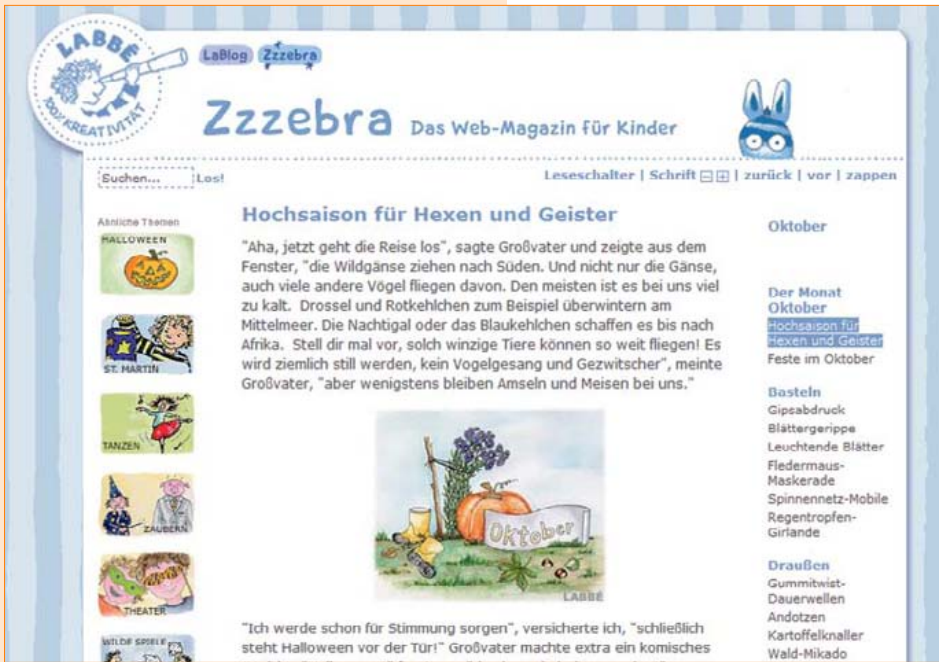 LABBÉ
100% KREATIVITÄT
LaBlog Zzzebra
Zzzebra Das Web-Magazin für Kinder
Suchen... Los!
Leseschalter | Schrift | zurück | vor | zappen
Ähnliche Themen
HALLOWEEN
ST. MARTIN
TANZEN
ZAUBERN
THEATER
WILDE SPIELE
Hochsaison für Hexen und Geister
"Aha, jetzt geht die Reise los", sagte Großvater und zeigte aus dem
Fenster, "die Wildgänse ziehen nach Süden. Und nicht nur die Gänse,
auch viele andere Vögel fliegen davon. Den meisten ist es bei uns viel
zu kalt. Drossel und Rotkehlchen zum Beispiel überwintern am
Mittelmeer. Die Nachtigal oder das Blaukehlchen schaffen es bis nach
Afrika. Stell dir mal vor, solch winzige Tiere können so weit fliegen! Es
wird ziemlich still werden, kein Vogelgesang und Gezwitscher", meinte
Großvater, "aber wenigstens bleiben Amseln und Meisen bei uns."
Oktober
LABBÉ
"Ich werde schon für Stimmung sorgen", versicherte ich, "schließlich
steht Halloween vor der Tür!" Großvater machte extra ein komisches
Oktober
Der Monat
Oktober
Hochsaison für
Hexen und Geister
Feste im Oktober
Basteln
Gipsabdruck
Blättergerippe
Leuchtende Blätter
Fledermaus-
Maskerade
Spinnennetz-Mobile
Regentropfen-
Girlande
Draußen
Gummitwist-
Dauerwellen
Andotzen
Kartoffelknaller
Wald-Mikado